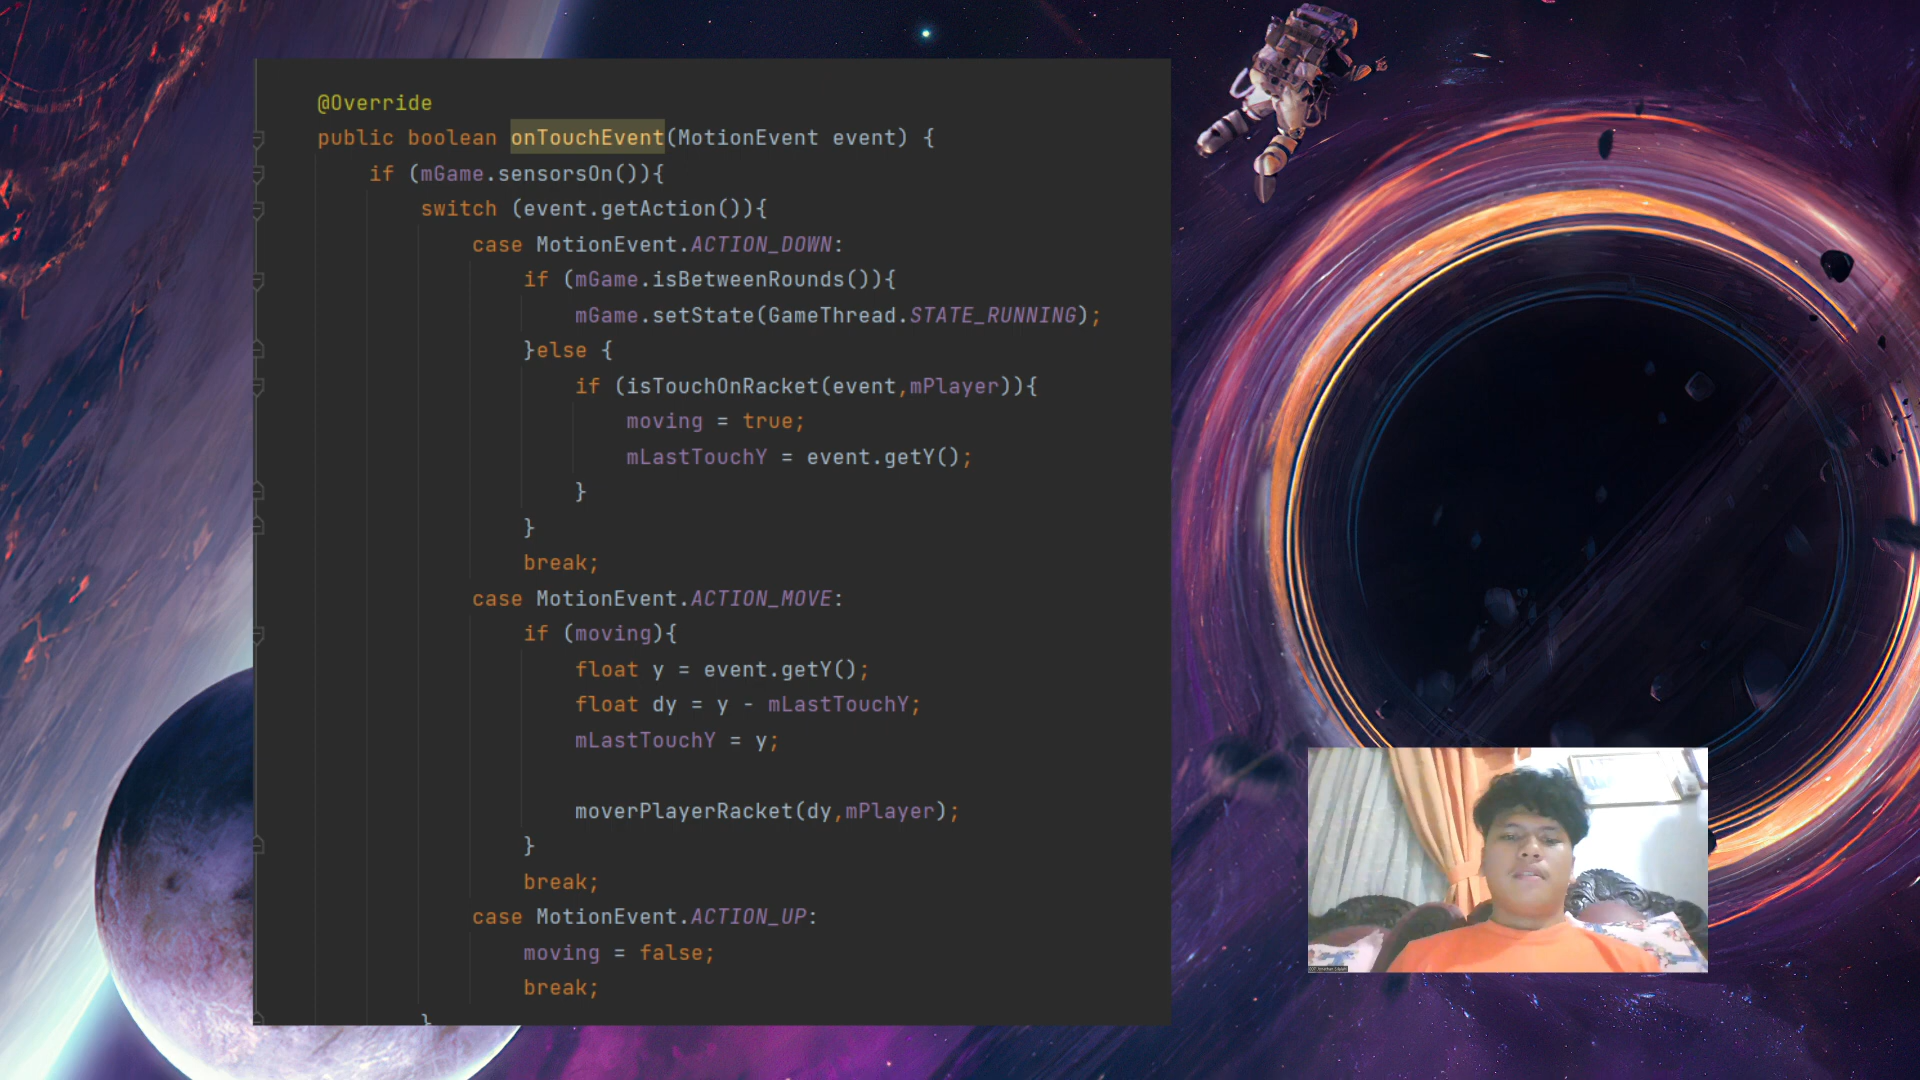 @Override
public boolean onTouchEvent(MotionEvent event) {
if (mGame.sensorsOn()){
switch (event.getAction()){
case MotionEvent.ACTION_DOWN:
if (mGame.isBetweenRounds()){
mGame.setState(GameThread.STATE_RUNNING);
}else {
if (isTouchOnRacket(event,mPlayer)){
moving = true;
mLastTouchY = event.getY();
}
}
break;
case MotionEvent.ACTION_MOVE:
if (moving){
float y = event.getY();
float dy = y - mLastTouchY;
mLastTouchY = y;
moverPlayerRacket(dy,mPlayer);
}
break;
case MotionEvent.ACTION_UP:
moving = false;
break;
}